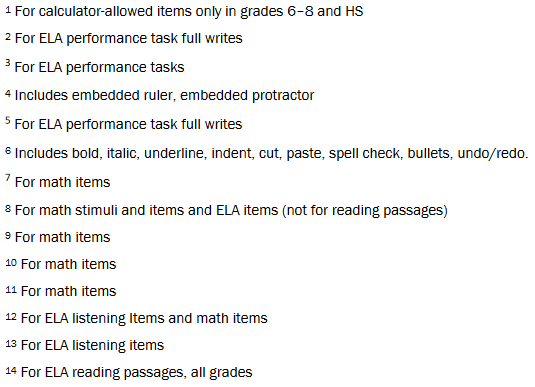 1 For calculator-allowed items only in grades 6–8 and HS
2 For ELA performance task full writes
3 For ELA performance tasks
4 Includes embedded ruler, embedded protractor
5 For ELA performance task full writes
6 Includes bold, italic, underline, indent, cut, paste, spell check, bullets, undo/redo.
7 For math items
8 For math stimuli and items and ELA items (not for reading passages)
9 For math items
10 For math items
11 For math items
12 For ELA listening Items and math items
13 For ELA listening items
14 For ELA reading passages, all grades